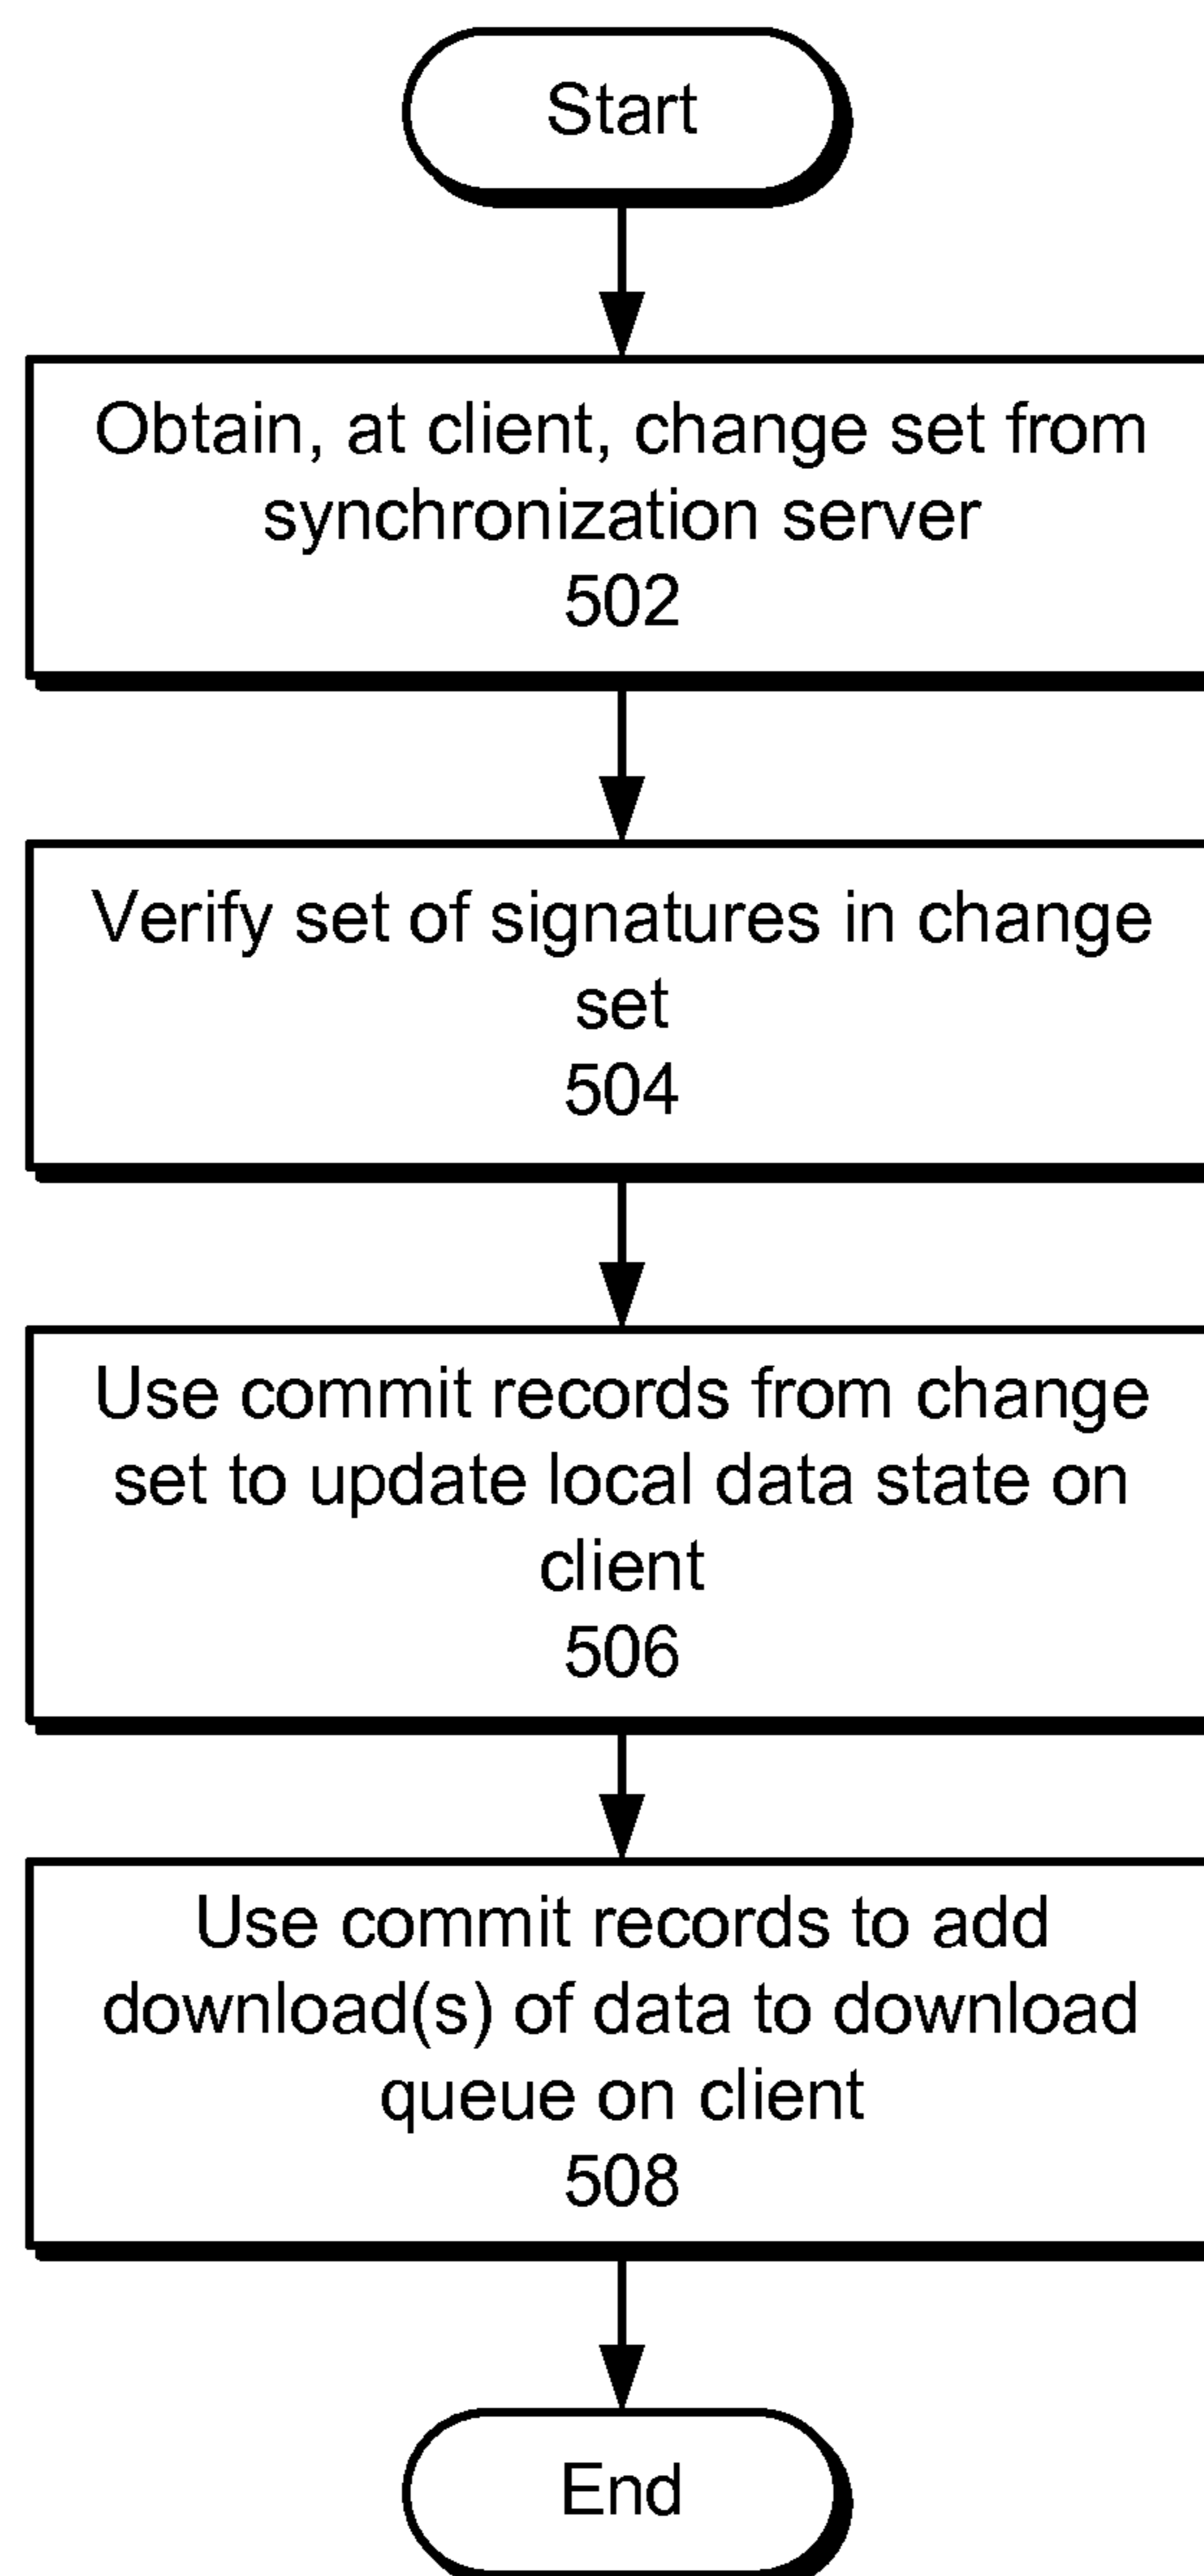 Start
Obtain, at client, change set from
synchronization server
502
Verify set of signatures in change
set
504
Use commit records from change
set to update local data state on
client
506
Use commit records to add
download(s) of data to download
queue on client
508
End